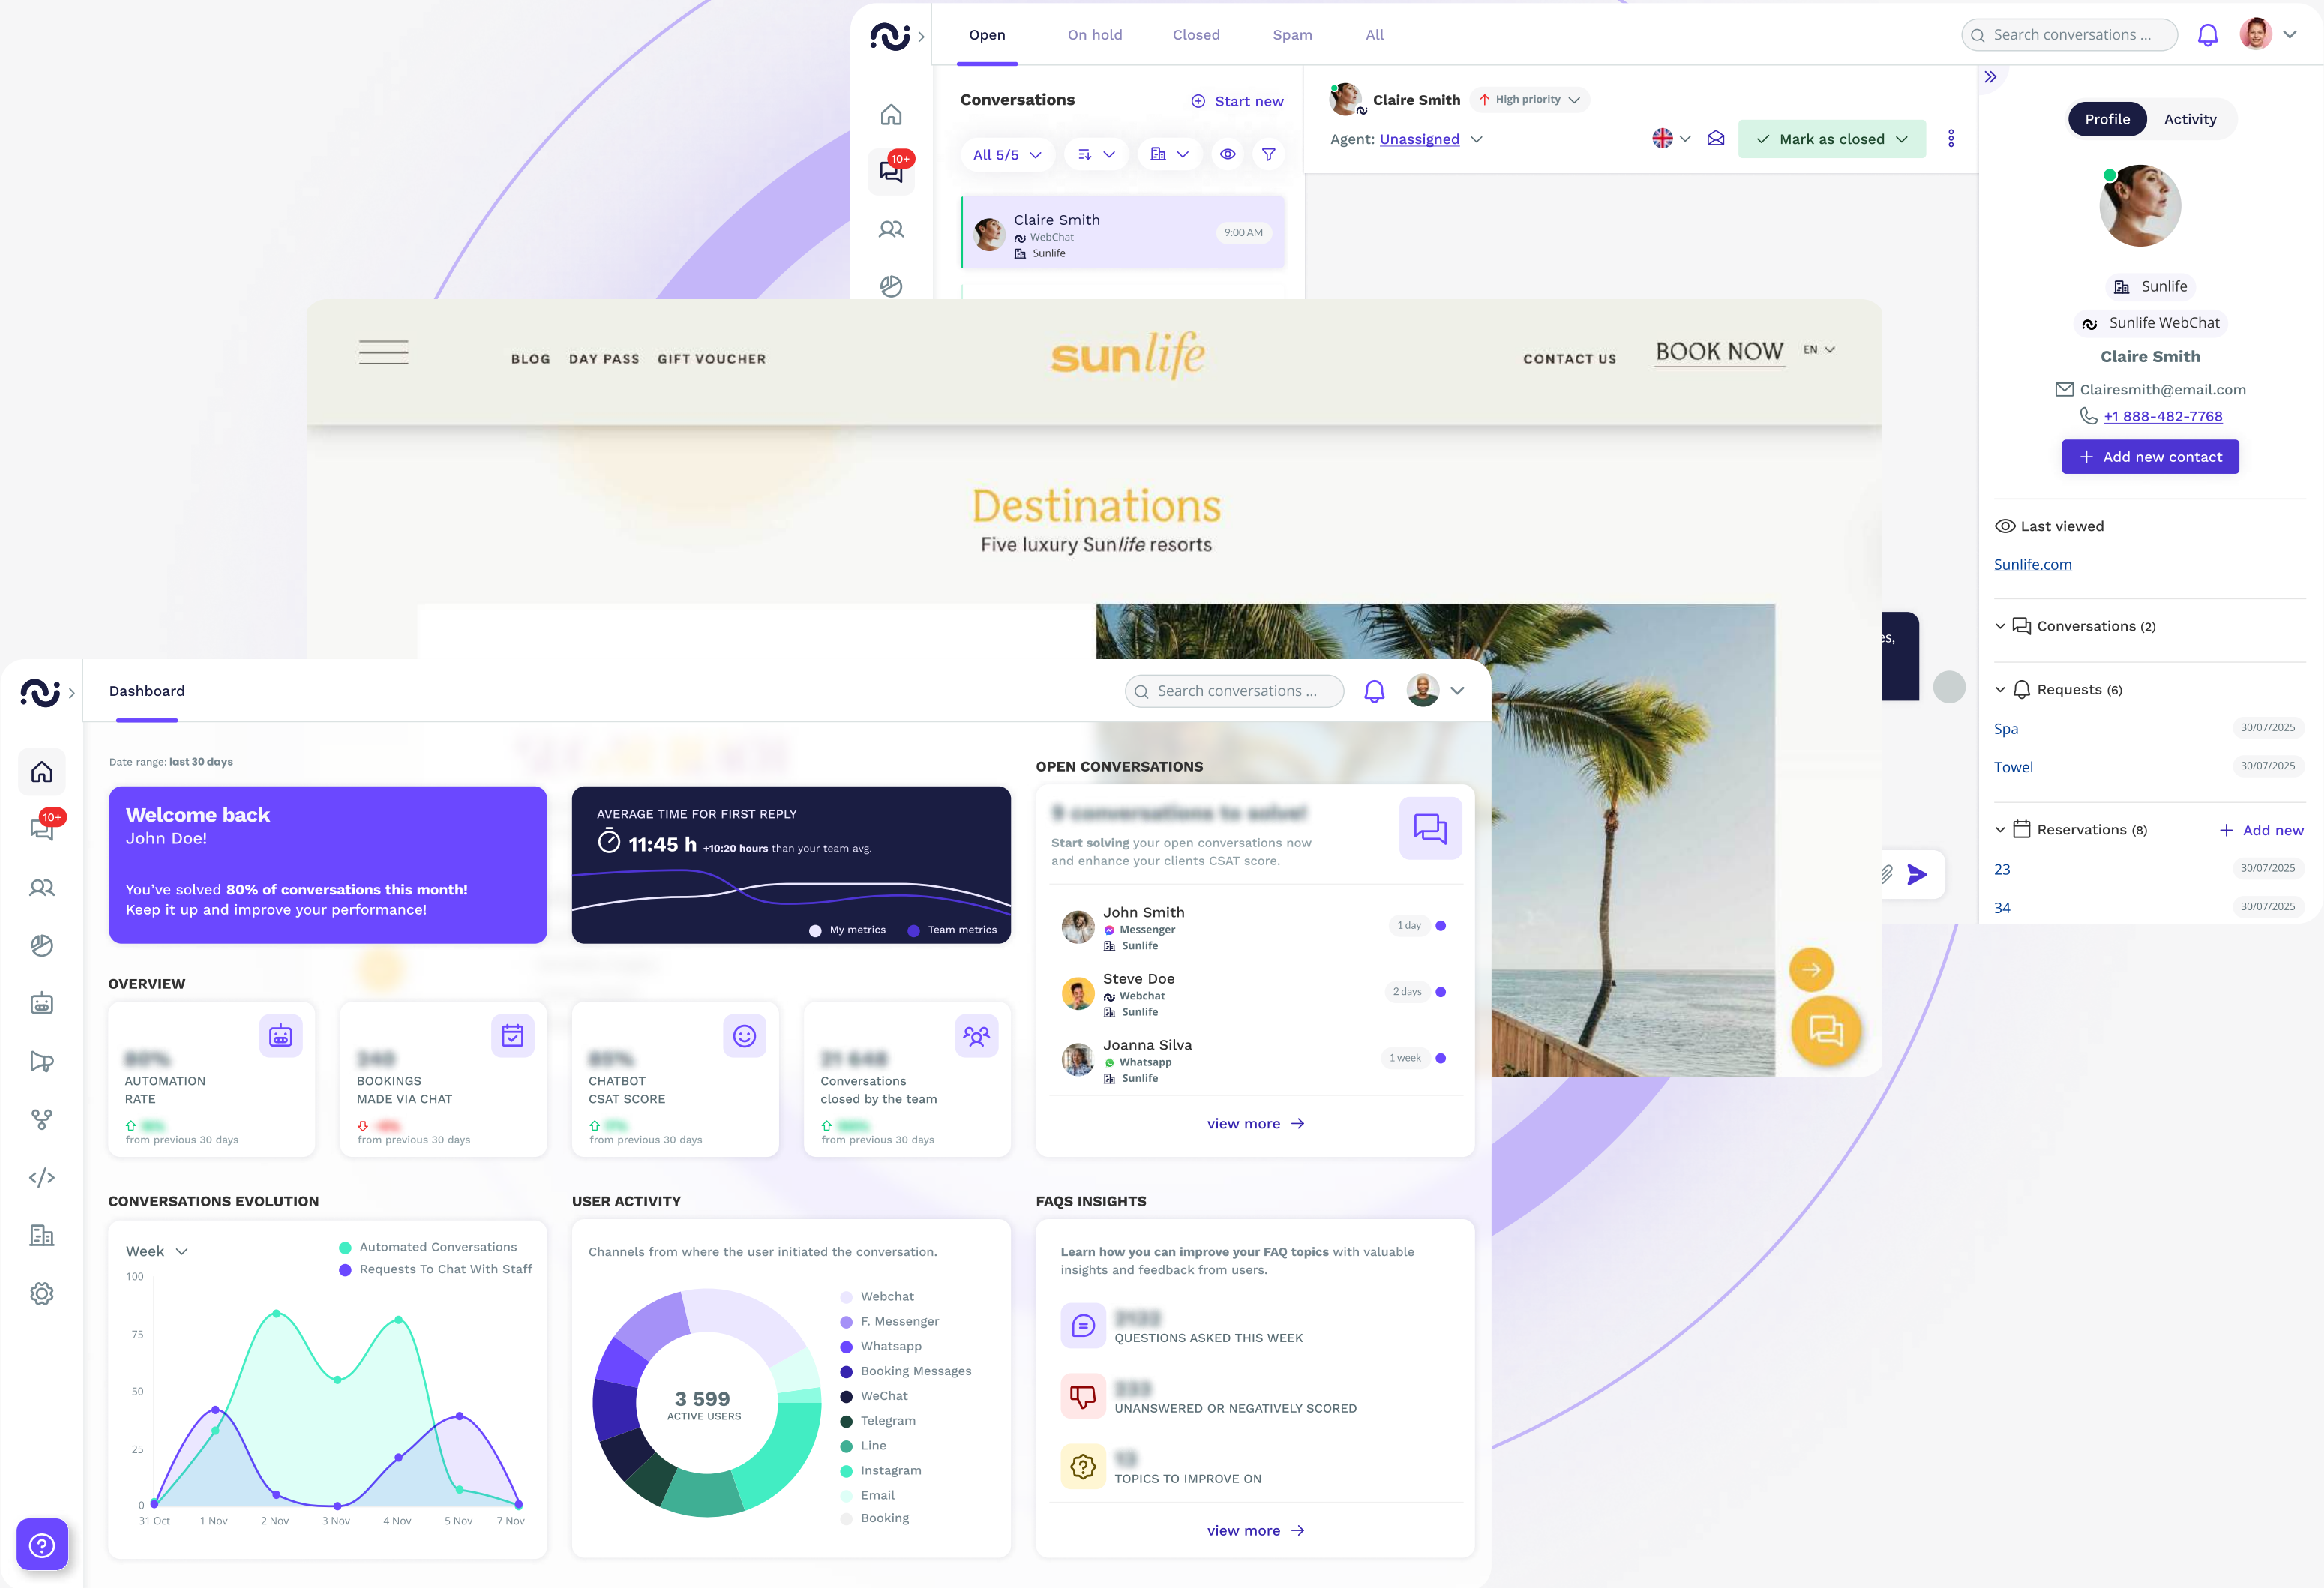 Open
On hold
Closed
Spam
All
Search conversations ...
Conversations
Start new
All 5/5
10+
Claire Smith
WebChat
Sunlife
9:00 AM
Claire Smith
High priority
Agent: Unassigned
Mark as closed
Profile
Activity
Sunlife
Sunlife WebChat
Claire Smith
Clairesmith@email.com
+1 888-482-7768
Add new contact
Last viewed
Sunlife.com
Conversations (2)
Requests (6)
Spa
30/07/2025
Towel
30/07/2025
Reservations (8)
Add new
23
30/07/2025
34
30/07/2025
es,
BLOG
DAY PASS
GIFT VOUCHER
sunlife
CONTACT US
BOOK NOW
EN
Destinations
Five luxury Sunlife resorts
Dashboard
Search conversations ...
10+
Date range: last 30 days
Welcome back
John Doe!
You've solved 80% of conversations this month!
Keep it up and improve your performance!
AVERAGE TIME FOR FIRST REPLY
11:45 h +10:20 hours than your team avg.
My metrics
Team metrics
OPEN CONVERSATIONS
9 conversations to solve!
Start solving your open conversations now
and enhance your clients CSAT score.
John Smith
Messenger
Sunlife
1 day
Steve Doe
Webchat
Sunlife
2 days
Joanna Silva
Whatsapp
Sunlife
1 week
view more
OVERVIEW
AUTOMATION
RATE
from previous 30 days
BOOKINGS
MADE VIA CHAT
from previous 30 days
CHATBOT
CSAT SCORE
from previous 30 days
Conversations
closed by the team
from previous 30 days
CONVERSATIONS EVOLUTION
Week
Automated Conversations
Requests To Chat With Staff
100
75
50
25
0
31 Oct
1 Nov
2 Nov
3 Nov
4 Nov
5 Nov
7 Nov
USER ACTIVITY
Channels from where the user initiated the conversation.
3 599
ACTIVE USERS
Webchat
F. Messenger
Whatsapp
Booking Messages
WeChat
Telegram
Line
Instagram
Email
Booking
FAQS INSIGHTS
Learn how you can improve your FAQ topics with valuable
insights and feedback from users.
QUESTIONS ASKED THIS WEEK
UNANSWERED OR NEGATIVELY SCORED
TOPICS TO IMPROVE ON
view more